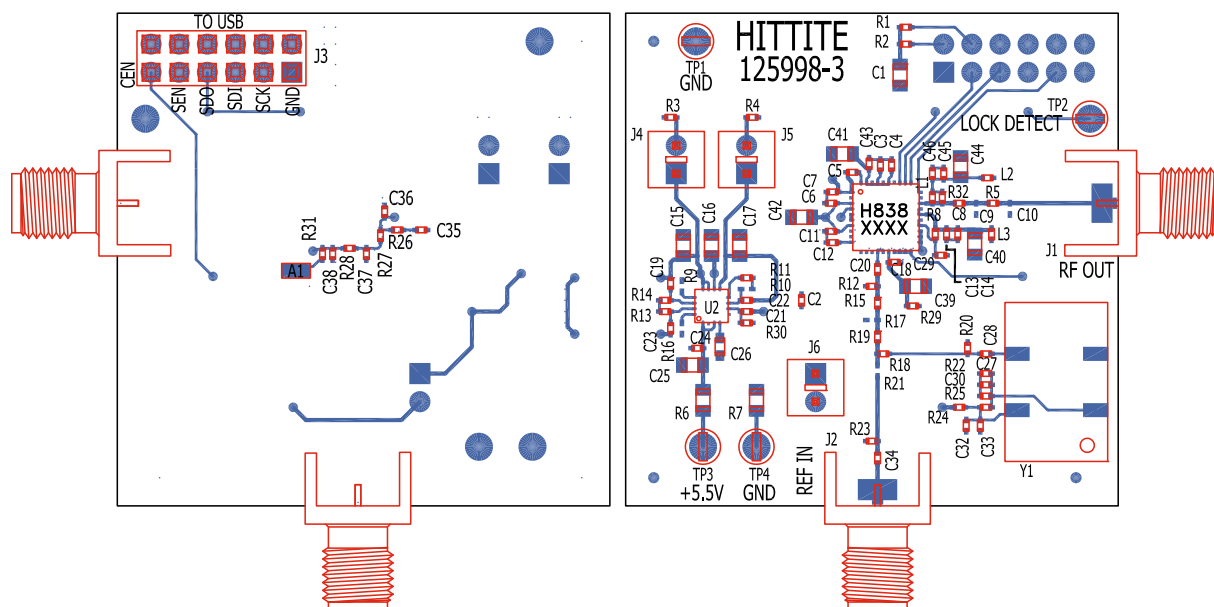 TO USB
J3
CEN
SEN
SDO
SDI
SCK
GND
C36
R31
R26
C35
A1
C38
R28
C37
R27
HITTITE
125998-3
TP1
GND
R1
R2
C1
TP2
LOCK DETECT
R3
R4
J4
J5
C41
C43
C3
C4
C5
C7
C6
C42
C11
C12
H838
XXXX
L1
C46
C45
C44
L2
R32
R5
R8
C8
C9
C10
L3
J1
RF OUT
C40
C13
C14
C15
C16
C17
C19
R9
R11
R10
C22
C21
R30
R14
R13
C23
R16
U2
C24
C25
C26
C2
C20
C18
C29
R12
R15
C39
R29
R17
R19
R18
R21
R20
C28
R22
C27
C30
R25
R24
C32
C33
Y1
J6
R6
R7
R23
J2
C34
REF IN
TP3
+5.5V
TP4
GND